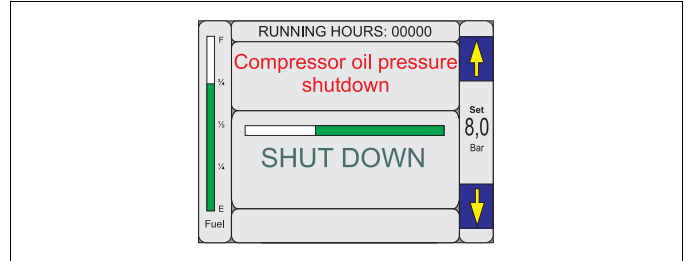 RUNNING HOURS: 00000
F
Compressor oil pressure
shutdown
¾
Set
½
8,0
Bar
SHUT DOWN
¼
E
Fuel